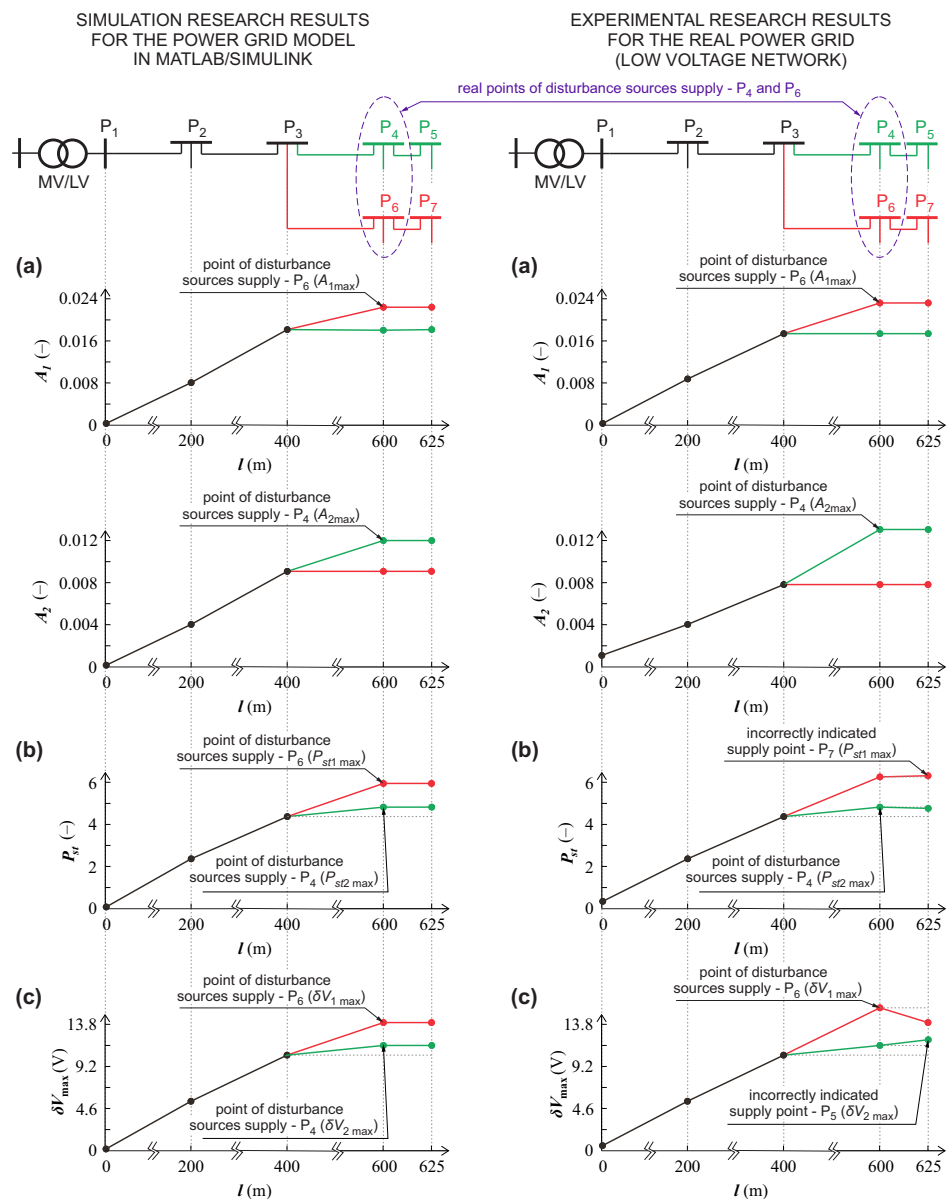 SIMULATION RESEARCH RESULTS
FOR THE POWER GRID MODEL
IN MATLAB/SIMULINK
EXPERIMENTAL RESEARCH RESULTS
FOR THE REAL POWER GRID
(LOW VOLTAGE NETWORK)
real points of disturbance sources supply - P4 and P6
P1 P2 P3 P4 P5
MV/LV
P6 P7
P1 P2 P3 P4 P5
MV/LV
P6 P7
(a)
point of disturbance
sources supply - P6 (A1max)
0.024
0.016
0.008
0
A1 (–)
0 200 400 600 625
l (m)
(a)
point of disturbance
sources supply - P6 (A1max)
0.024
0.016
0.008
0
A1 (–)
0 200 400 600 625
l (m)
point of disturbance
sources supply - P4 (A2max)
0.012
0.008
0.004
0
A2 (–)
0 200 400 600 625
l (m)
point of disturbance
sources supply - P4 (A2max)
0.012
0.008
0.004
0
A2 (–)
0 200 400 600 625
l (m)
(b)
point of disturbance
sources supply - P6 (Pst1 max)
6
4
2
0
Pst (–)
point of disturbance
sources supply - P4 (Pst2 max)
0 200 400 600 625
l (m)
(b)
incorrectly indicated
supply point - P7 (Pst1 max)
6
4
2
0
Pst (–)
point of disturbance
sources supply - P4 (Pst2 max)
0 200 400 600 625
l (m)
(c)
point of disturbance
sources supply - P6 (δV1 max)
13.8
9.2
4.6
0
δVmax (V)
point of disturbance
sources supply - P4 (δV2 max)
0 200 400 600 625
l (m)
(c)
point of disturbance
sources supply - P6 (δV1 max)
13.8
9.2
4.6
0
δVmax (V)
incorrectly indicated
supply point - P5 (δV2 max)
0 200 400 600 625
l (m)